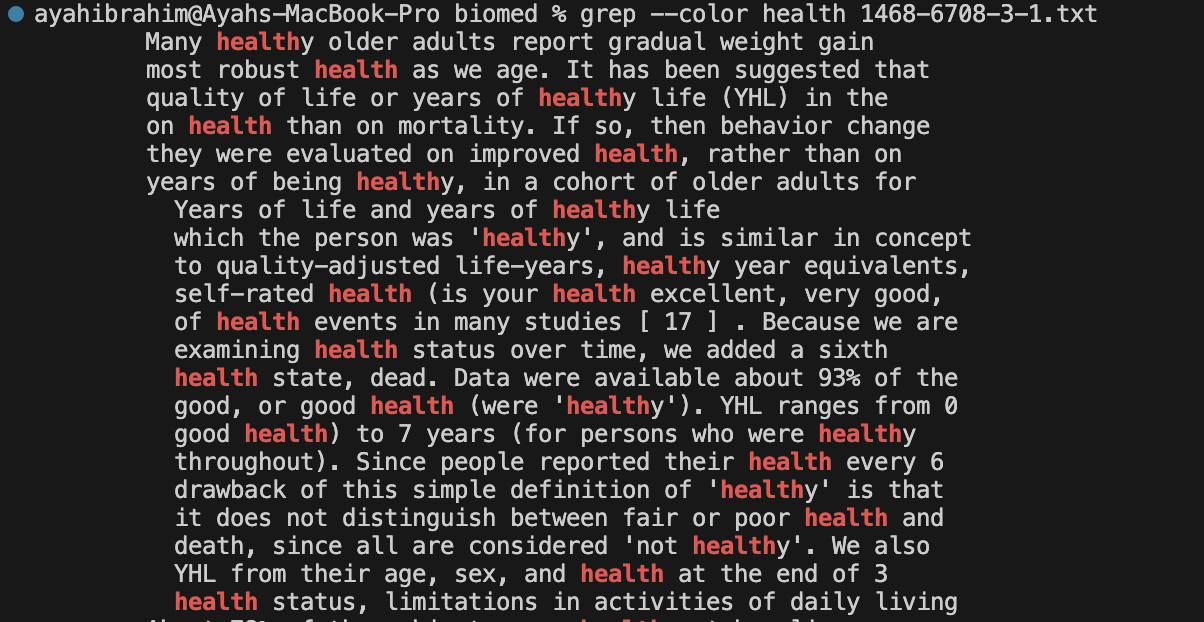 ayahibrahim@Ayahs-MacBook-Pro biomed % grep --color health 1468-6708-3-1.txt
Many healthy older adults report gradual weight gain
most robust health as we age. It has been suggested that
quality of life or years of healthy life (YHL) in the
on health than on mortality. If so, then behavior change
they were evaluated on improved health, rather than on
years of being healthy, in a cohort of older adults for
Years of life and years of healthy life
which the person was 'healthy', and is similar in concept
to quality-adjusted life-years, healthy year equivalents,
self-rated health (is your health excellent, very good,
of health events in many studies [ 17 ] . Because we are
examining health status over time, we added a sixth
health state, dead. Data were available about 93% of the
good, or good health (were 'healthy'). YHL ranges from 0
good health) to 7 years (for persons who were healthy
throughout). Since people reported their health every 6
drawback of this simple definition of 'healthy' is that
it does not distinguish between fair or poor health and
death, since all are considered 'not healthy'. We also
YHL from their age, sex, and health at the end of 3
health status, limitations in activities of daily living